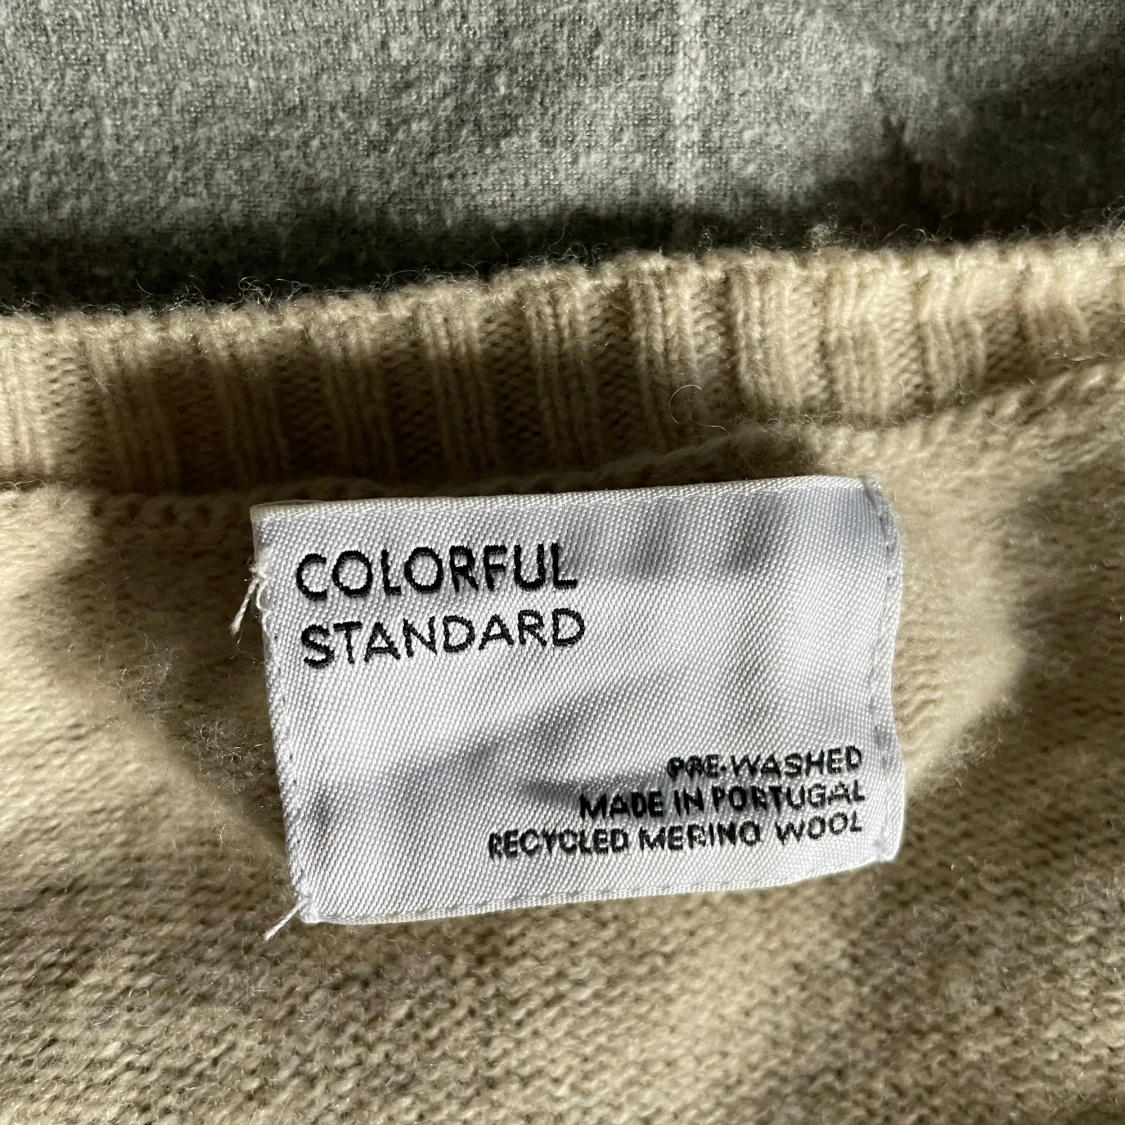 COLORFUL
STANDARD
PRE-WASHED
MADE IN PORTUGAL
RECYCLED MERINO WOOL